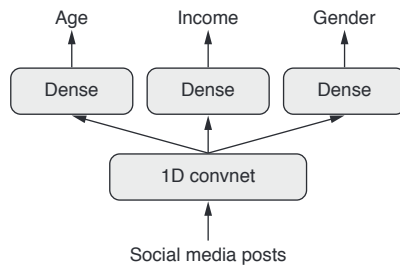 Age Income Gender
Dense Dense Dense
1D convnet
Social media posts